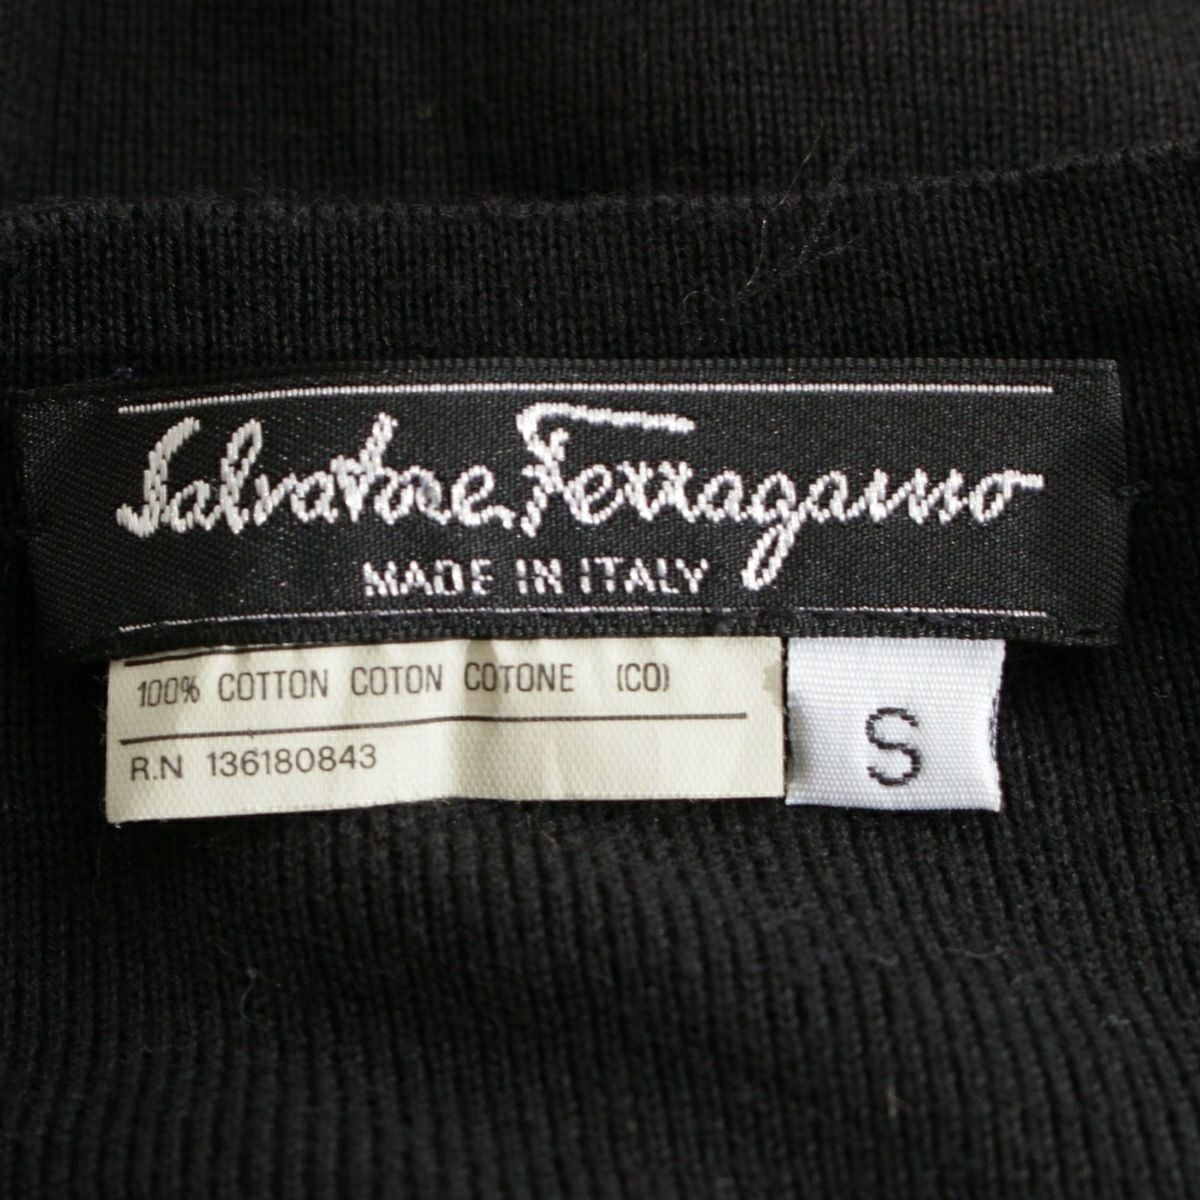 Salvatore Ferragamo
MADE IN ITALY
100% COTTON COTON COTONE (CO)
R.N 136180843
S